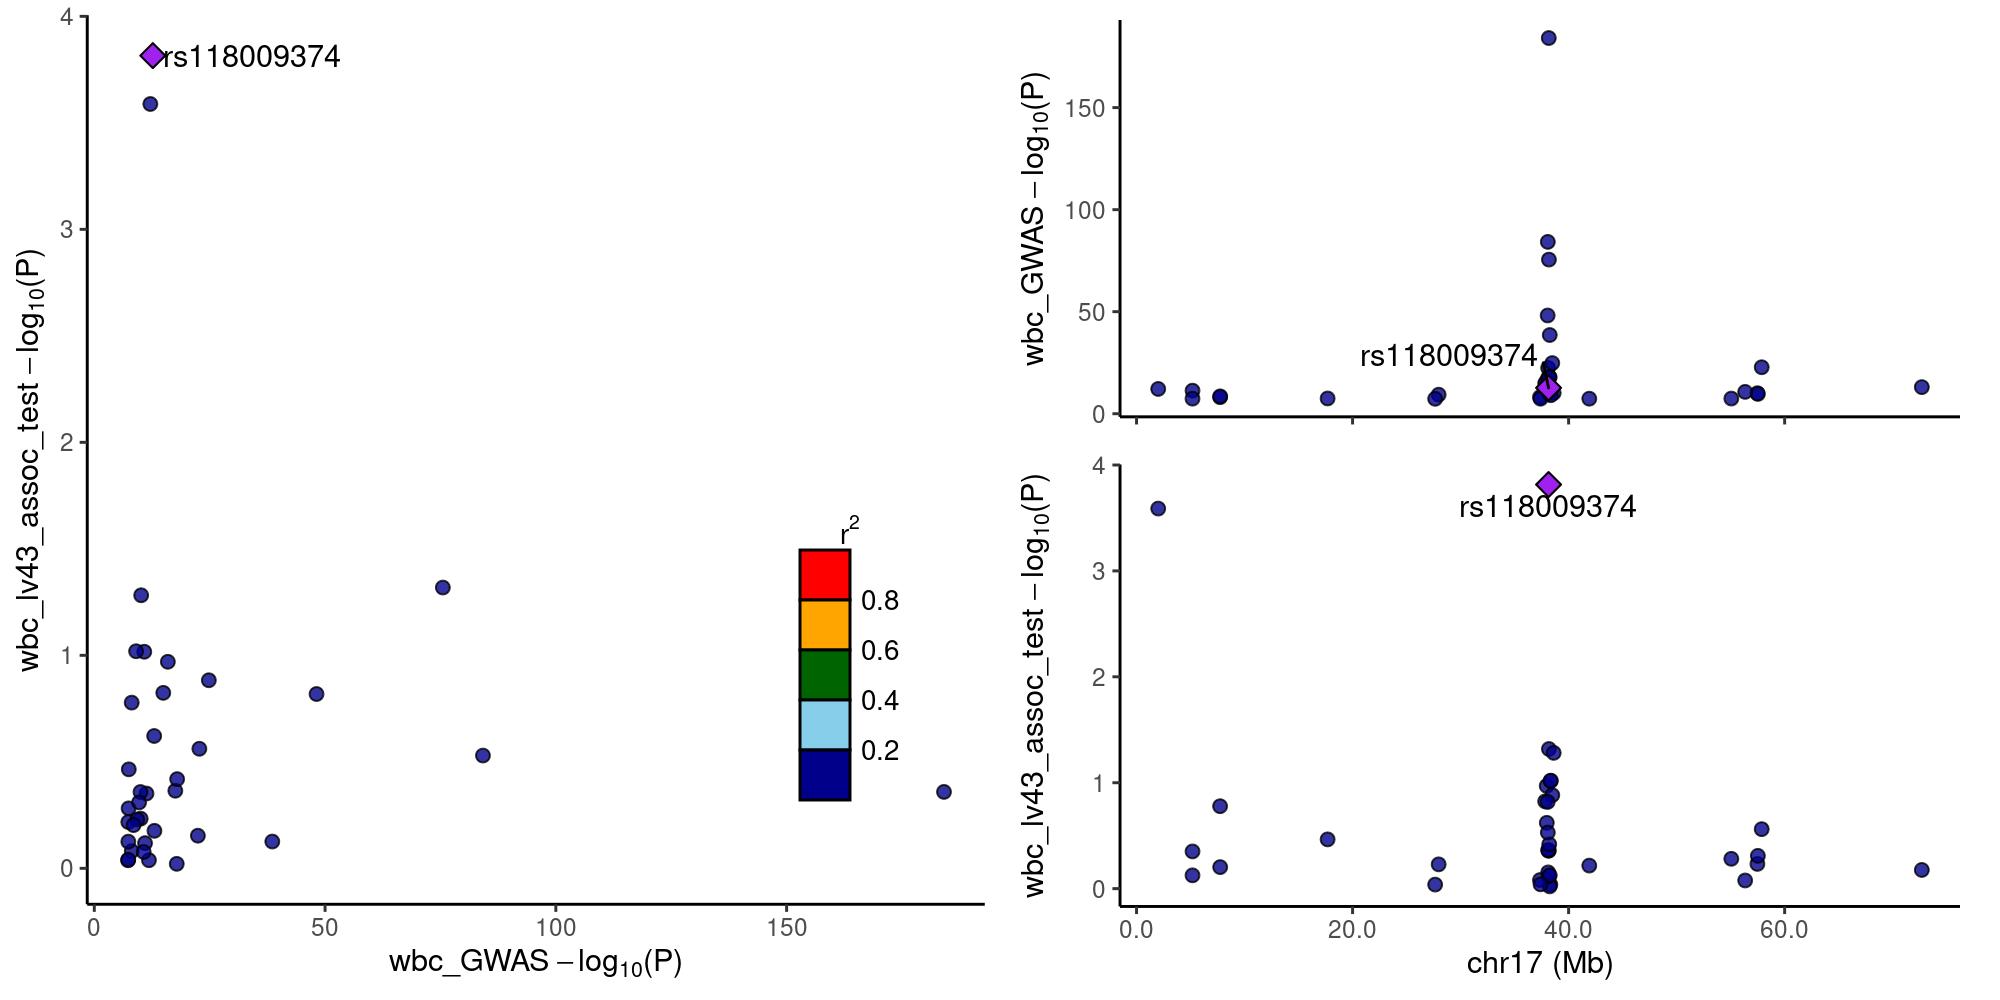 4
3
2
1
0
wbc_lv43_assoc_test −log₁₀(P)
rs118009374
r²
0.8
0.6
0.4
0.2
0 50 100 150
wbc_GWAS −log₁₀(P)
150
100
50
0
wbc_GWAS −log₁₀(P)
rs118009374
4
3
2
1
0
wbc_lv43_assoc_test −log₁₀(P)
rs118009374
0.0 20.0 40.0 60.0
chr17 (Mb)